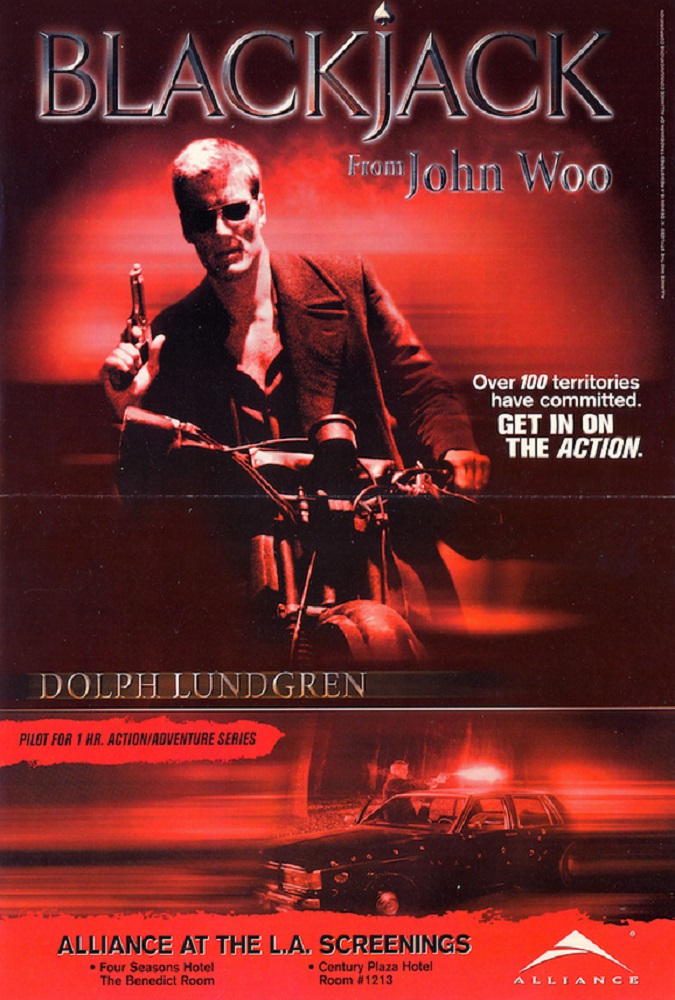 BLACKJACK
From John Woo
Over 100 territories
have committed.
GET IN ON
THE ACTION.
DOLPH LUNDGREN
PILOT FOR 1 HR. ACTION/ADVENTURE SERIES
ALLIANCE AT THE L.A. SCREENINGS
• Four Seasons Hotel
The Benedict Room
• Century Plaza Hotel
Room #1213
ALLIANCE